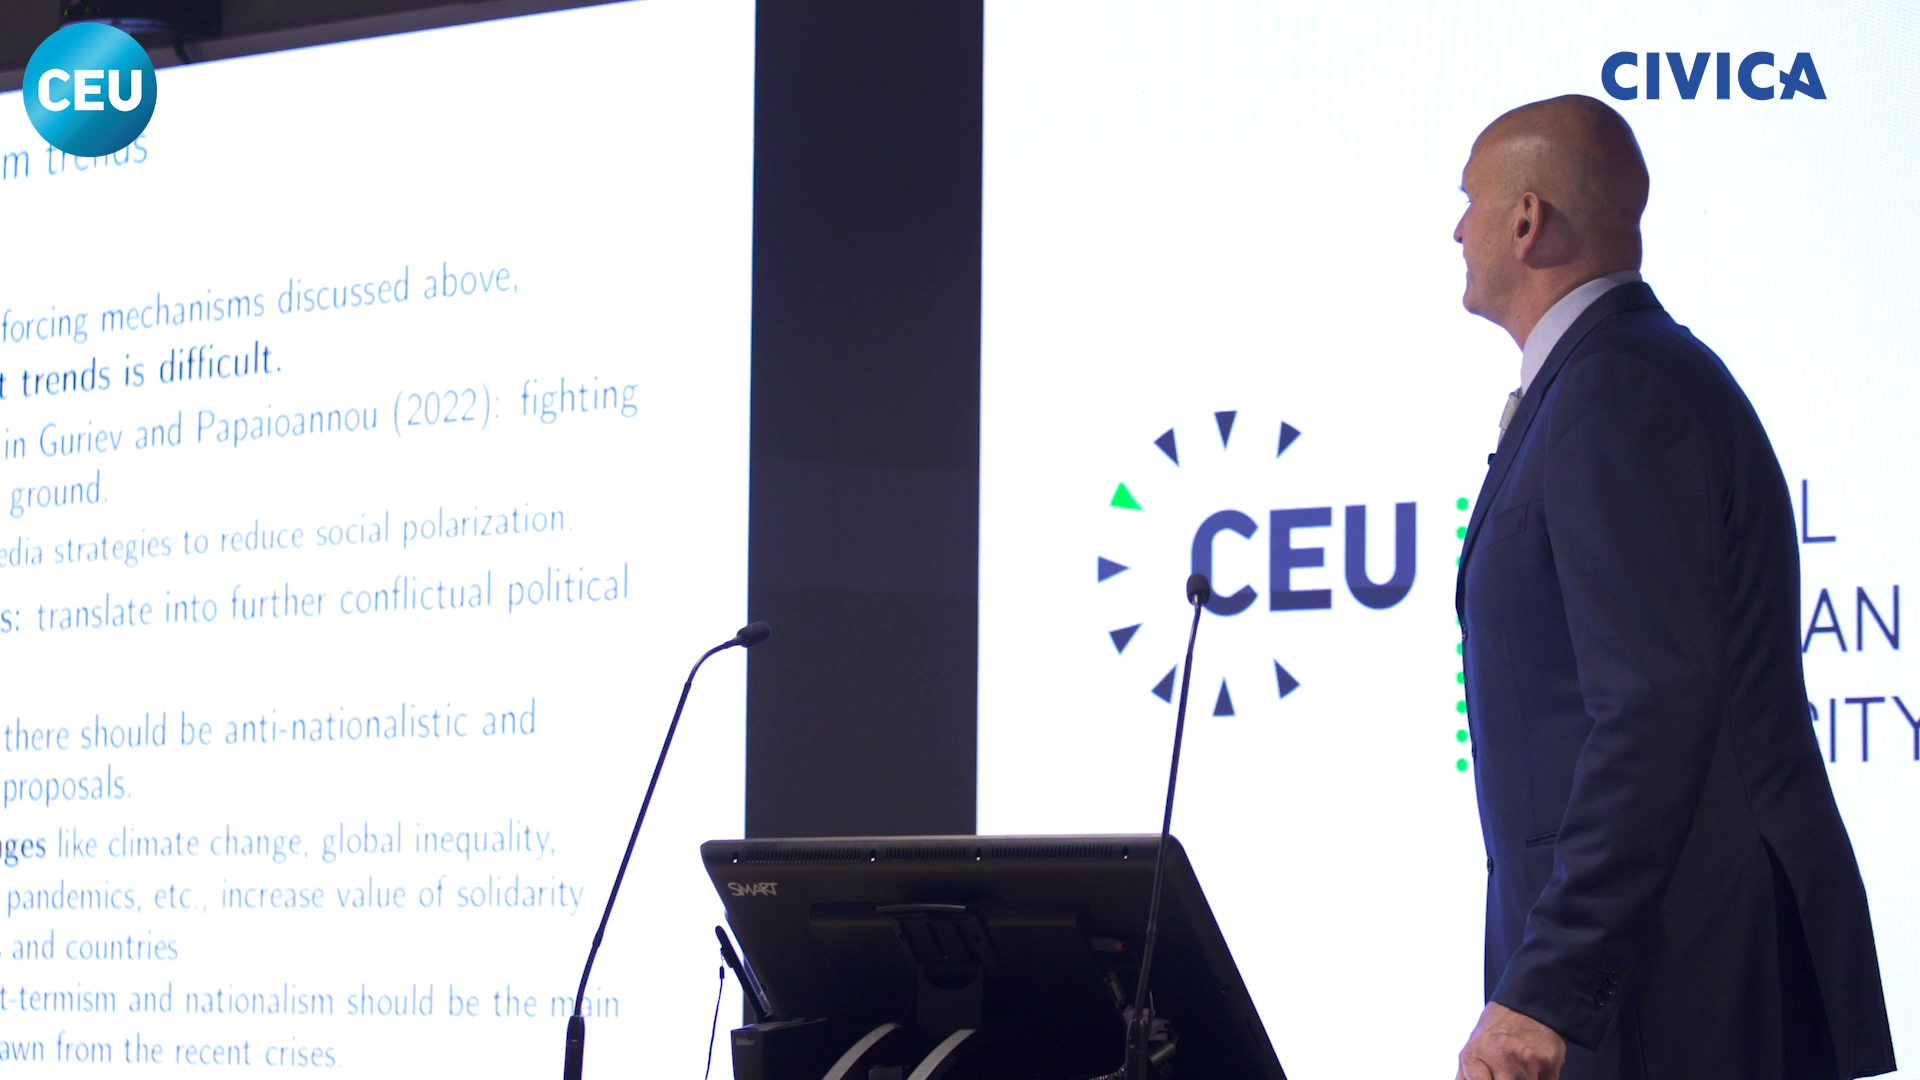 CEU
CIVICA
m trends
forcing mechanisms discussed above,
t trends is difficult.
in Guriev and Papaioannou (2022): fighting
ground.
edia strategies to reduce social polarization.
s: translate into further conflictual political
there should be anti-nationalistic and
proposals.
ges like climate change, global inequality,
pandemics, etc., increase value of solidarity
s and countries
t-termism and nationalism should be the main
awn from the recent crises.
CEU
L
AN
SITY
SMART